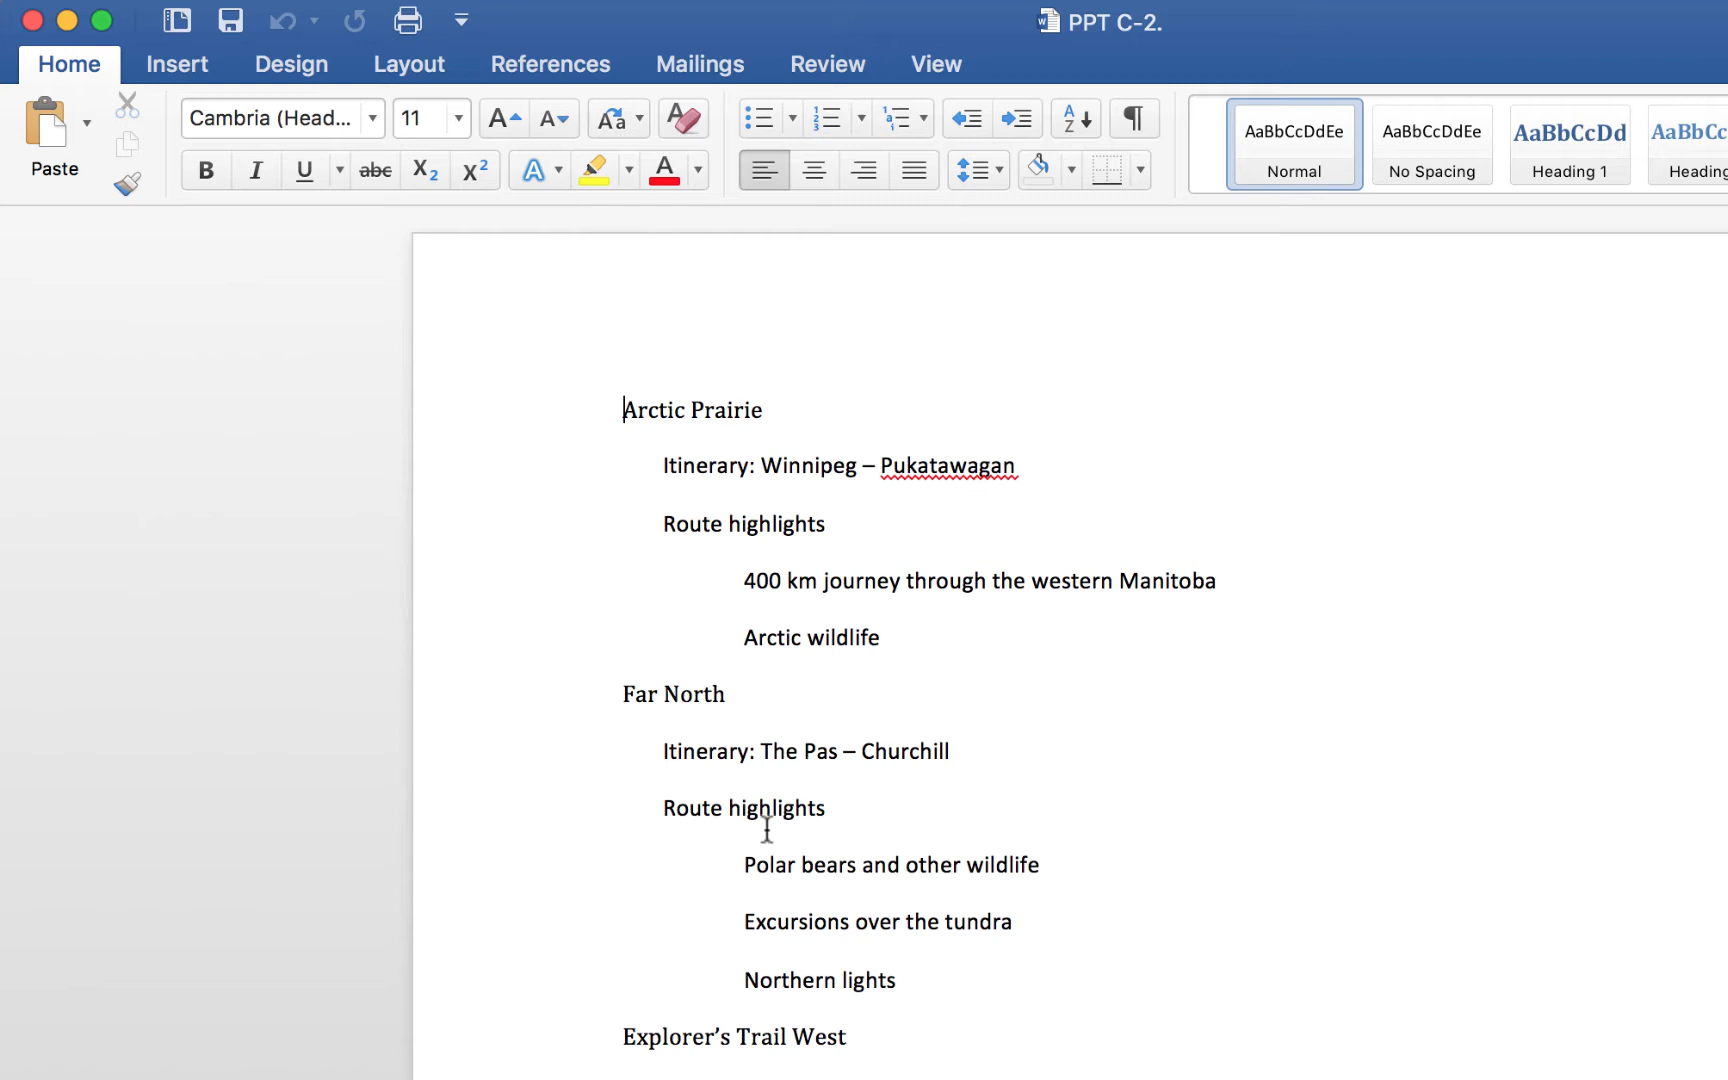 PPT C-2.
Home Insert Design Layout References Mailings Review View
Paste
Cambria (Head... 11
AaBbCcDdEe AaBbCcDdEe AaBbCcDd AaBbCc
Normal No Spacing Heading 1 Heading
Arctic Prairie
Itinerary: Winnipeg – Pukatawagan
Route highlights
400 km journey through the western Manitoba
Arctic wildlife
Far North
Itinerary: The Pas – Churchill
Route highlights
Polar bears and other wildlife
Excursions over the tundra
Northern lights
Explorer’s Trail West